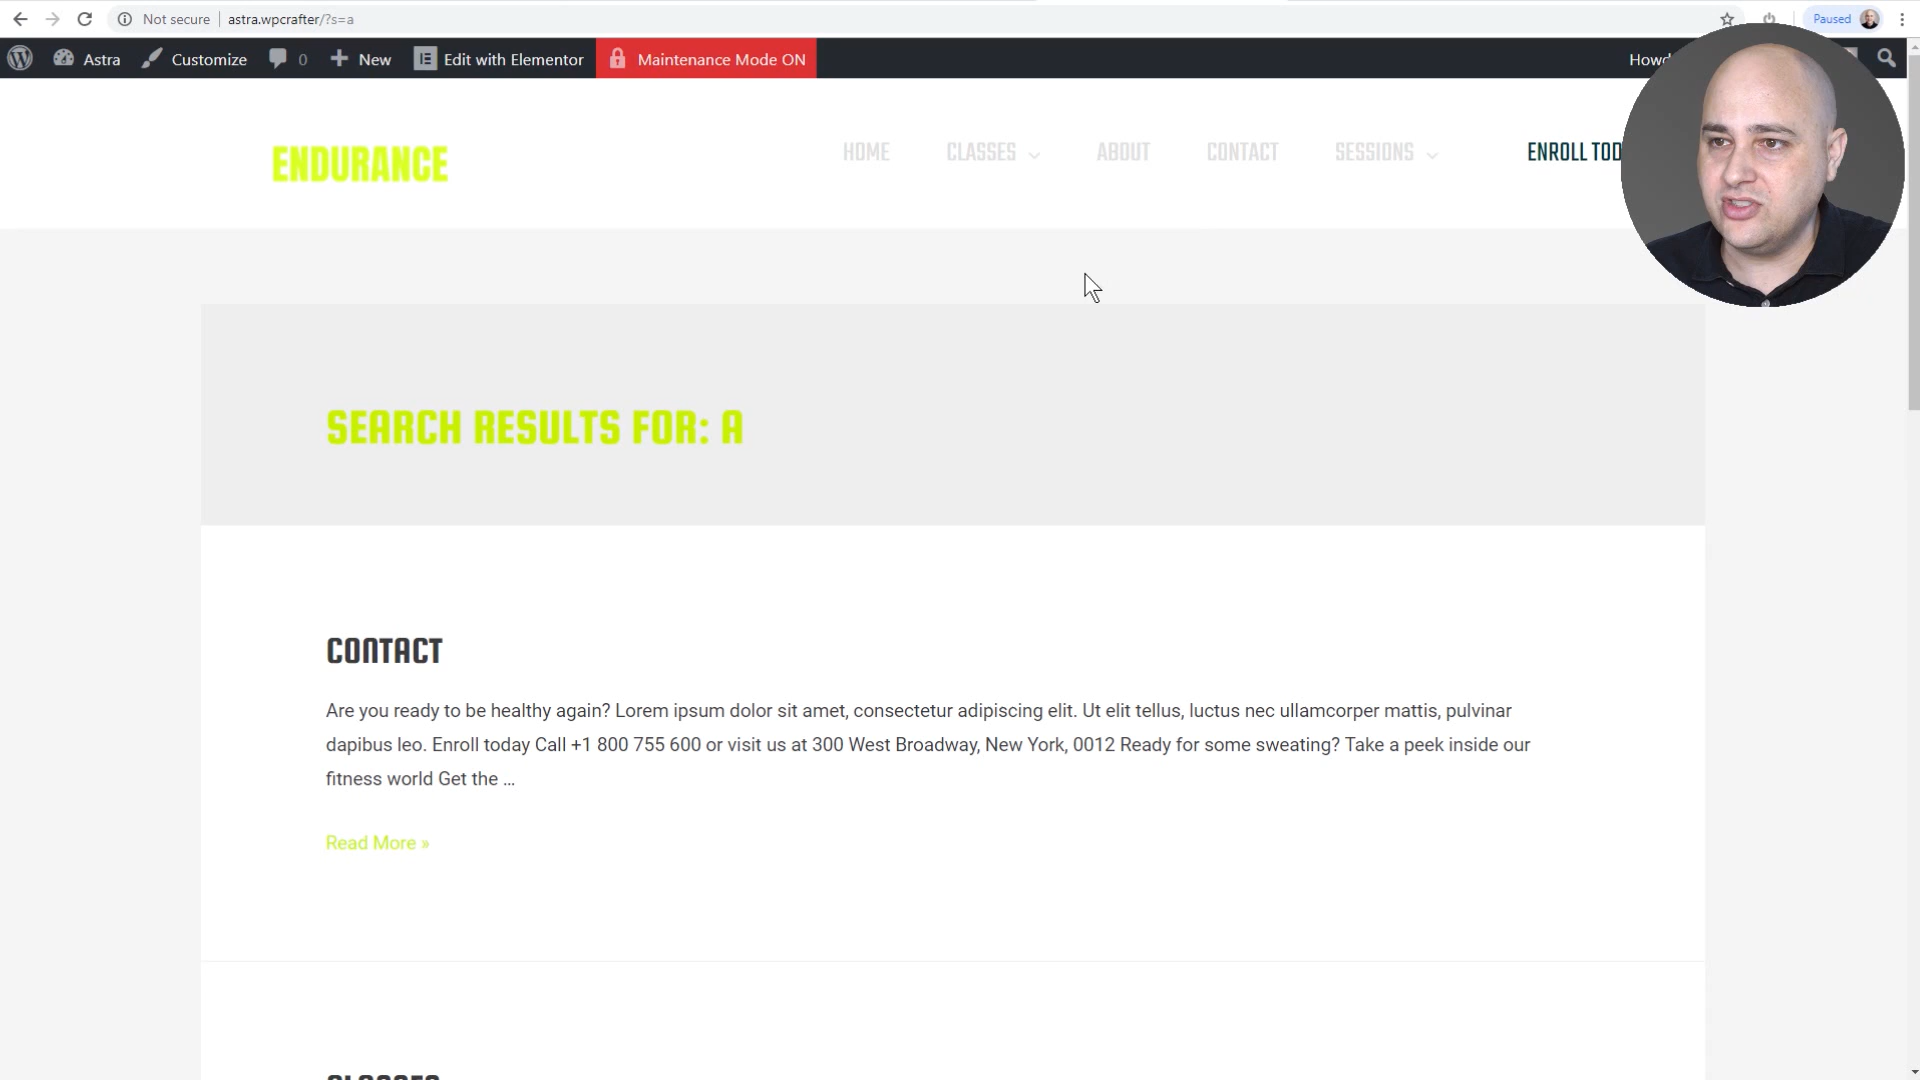 Not secure astra.wpcrafter/?s=a Paused
Astra Customize 0 New Edit with Elementor Maintenance Mode ON
ENDURANCE
HOME CLASSES ABOUT CONTACT SESSIONS ENROLL
SEARCH RESULTS FOR: A
CONTACT
Are you ready to be healthy again? Lorem ipsum dolor sit amet, consectetur adipiscing elit. Ut elit tellus, luctus nec ullamcorper mattis, pulvinar
dapibus leo. Enroll today Call +1 800 755 600 or visit us at 300 West Broadway, New York, 0012 Ready for some sweating? Take a peek inside our
fitness world Get the ...
Read More »